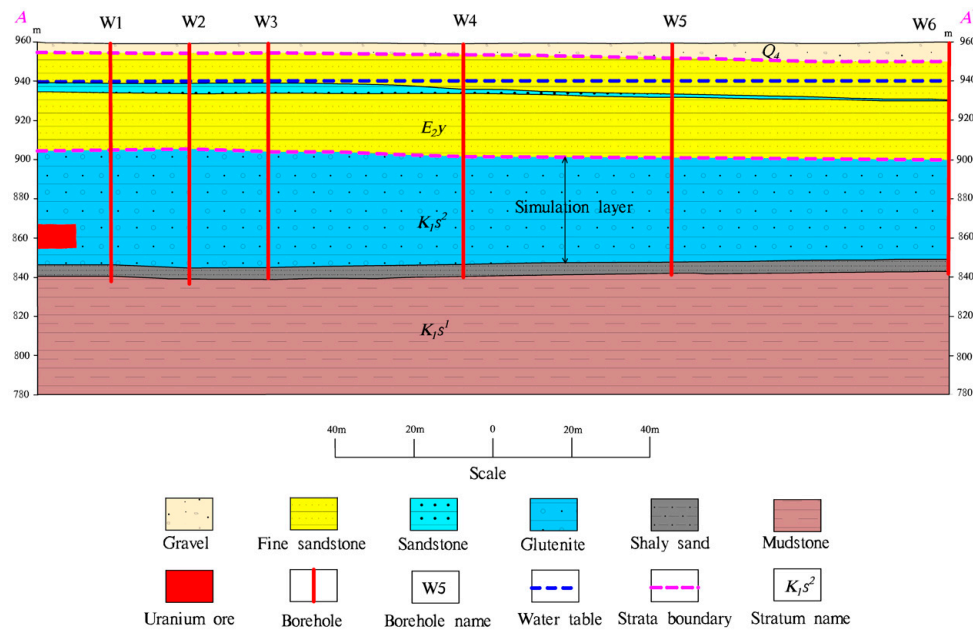 A W1 W2 W3 W4 W5 W6 A
m m
960 960
Q4
940 940
920 920
E2y
900 900
880 880
Simulation layer
K1s2
860 860
840 840
820 820
K1s1
800 800
780 780
40m 20m 0 20m 40m
Scale
Gravel Fine sandstone Sandstone Glutenite Shaly sand Mudstone
W5 K1s2
Uranium ore Borehole Borehole name Water table Strata boundary Stratum name